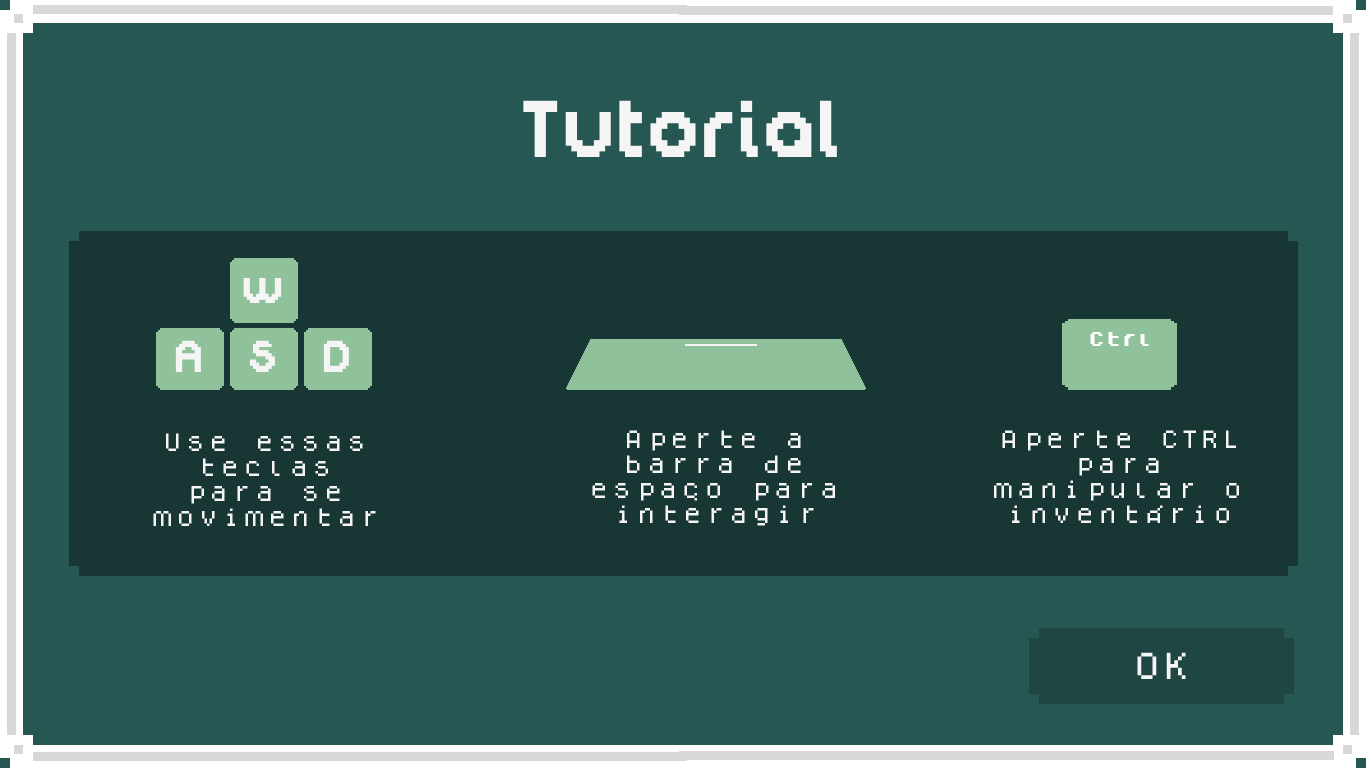 Tutorial
W
A S D
Ctrl
Use essas
teclas
para se
movimentar
Aperte a
barra de
espaço para
interagir
Aperte CTRL
para
manipular o
inventÁrio
OK